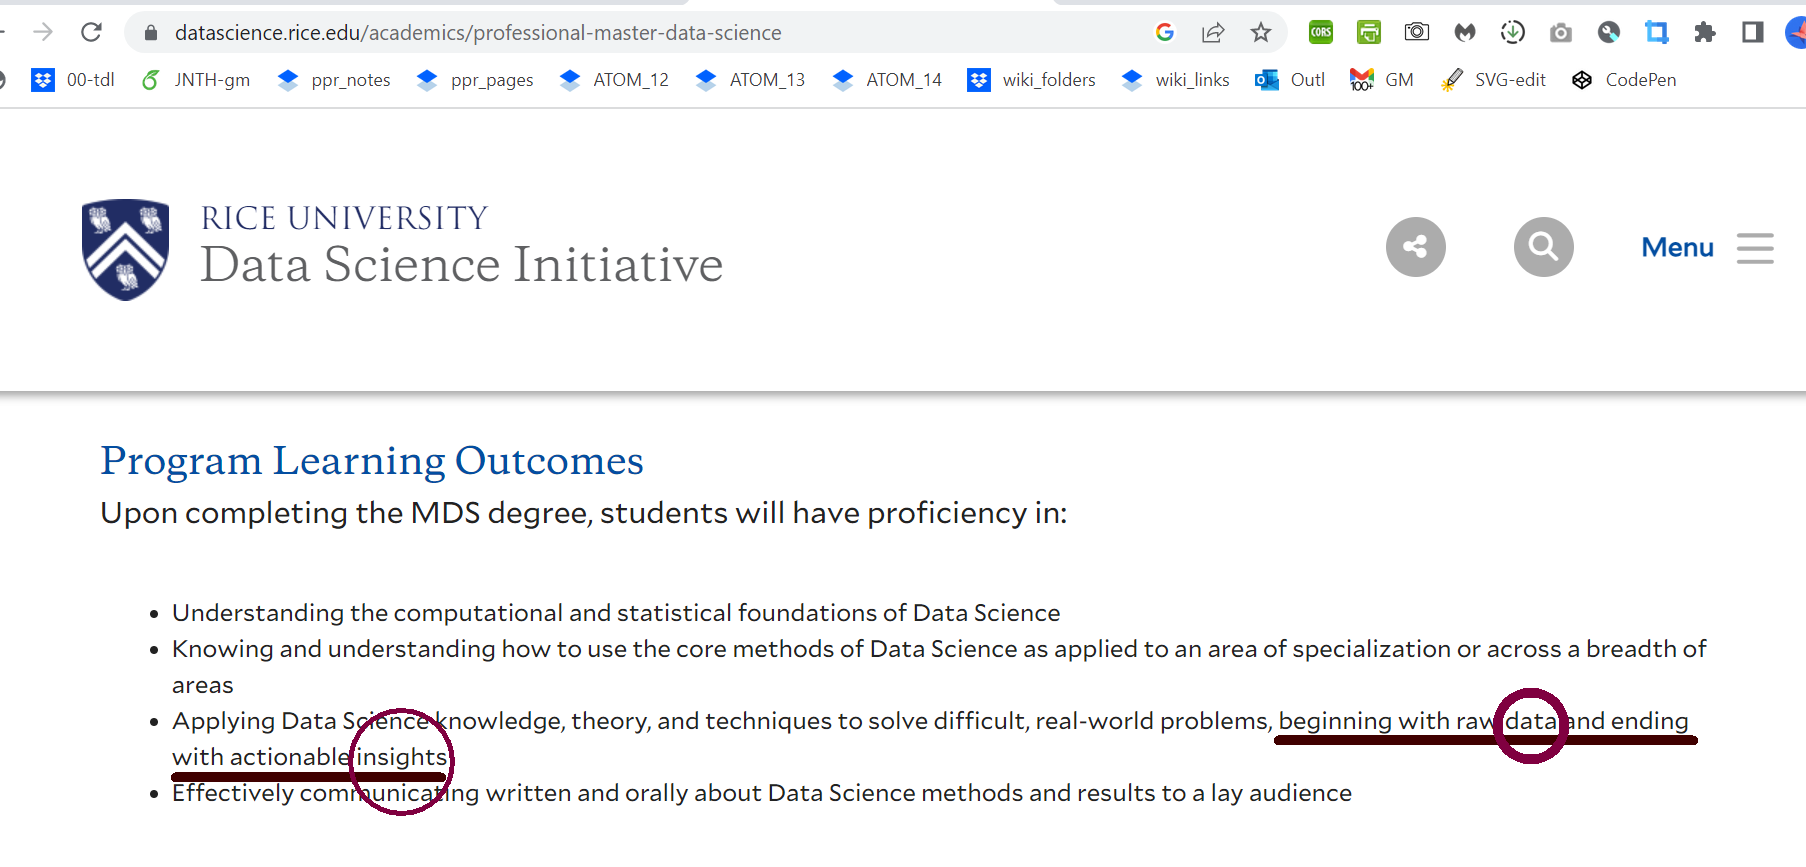 datascience.rice.edu/academics/professional-master-data-science
CORS
00-tdl JNTH-gm ppr_notes ppr_pages ATOM_12 ATOM_13 ATOM_14 wiki_folders wiki_links Outl 100+ GM SVG-edit CodePen
RICE UNIVERSITY
Data Science Initiative
Menu
Program Learning Outcomes
Upon completing the MDS degree, students will have proficiency in:
• Understanding the computational and statistical foundations of Data Science
• Knowing and understanding how to use the core methods of Data Science as applied to an area of specialization or across a breadth of
areas
• Applying Data Science knowledge, theory, and techniques to solve difficult, real-world problems, beginning with raw data and ending
with actionable insights
• Effectively communicating written and orally about Data Science methods and results to a lay audience